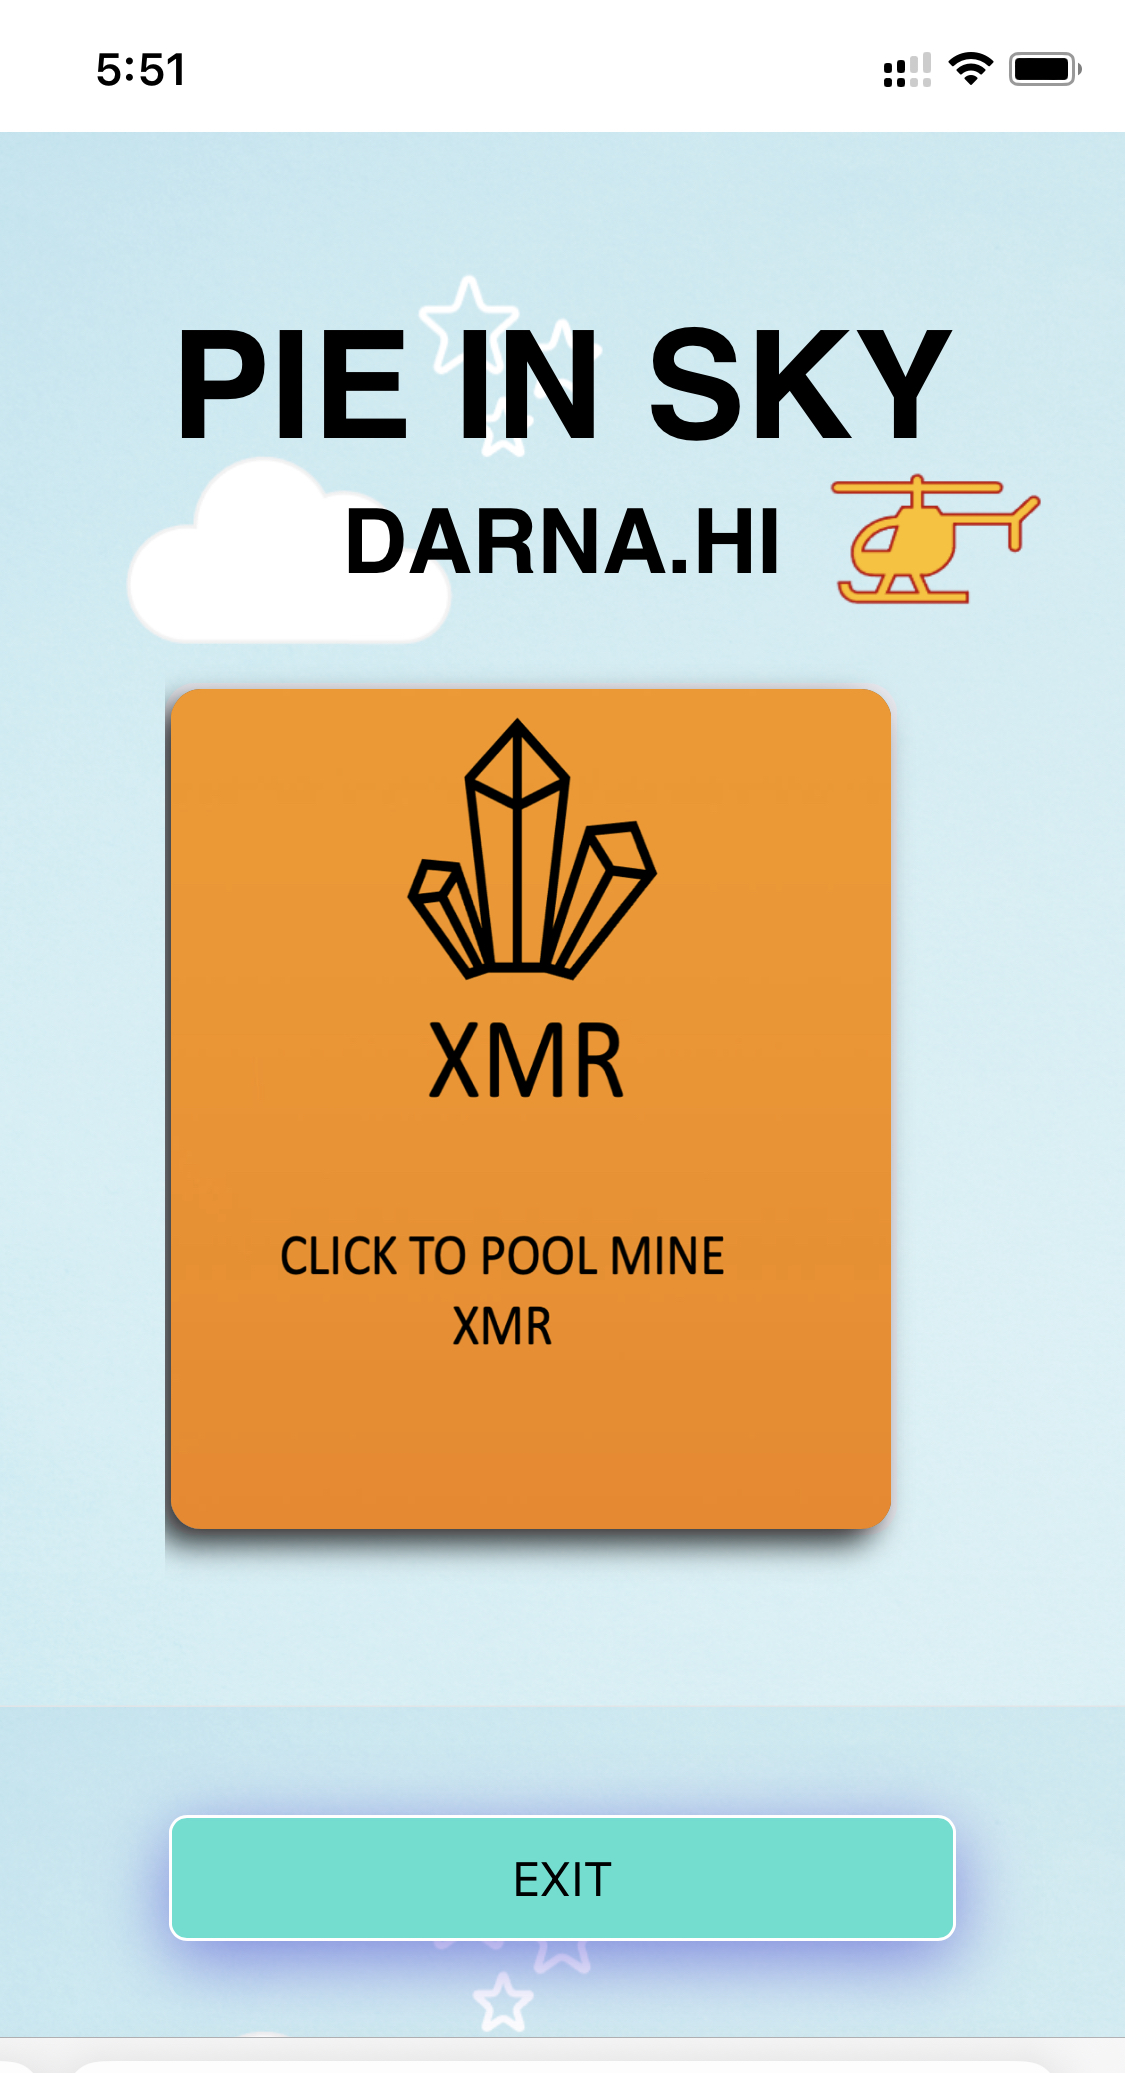 5:51
PIE IN SKY
DARNA.HI
XMR
CLICK TO POOL MINE
XMR
EXIT